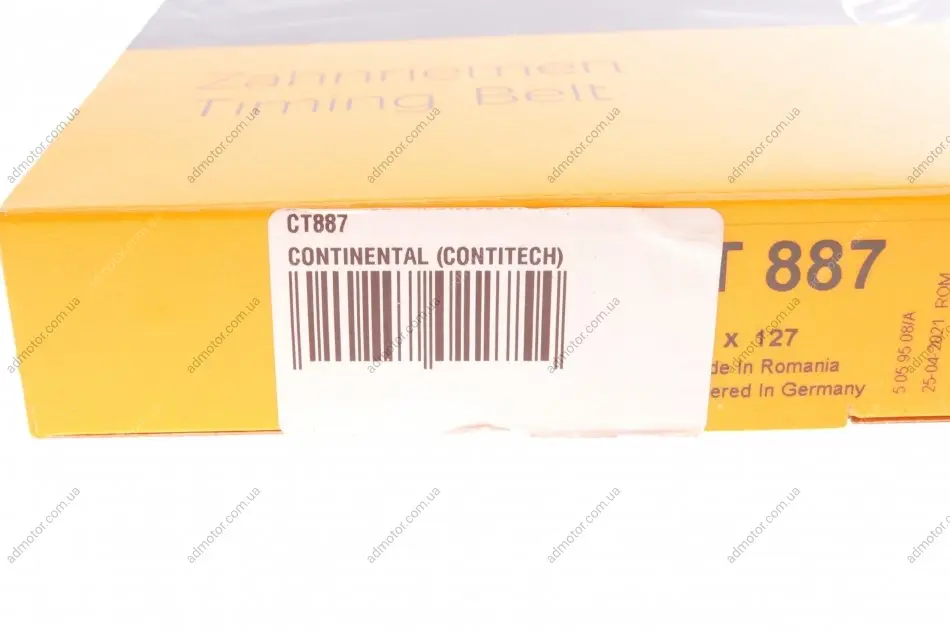 Zahnriemen
Timing Belt
CT887
CONTINENTAL (CONTITECH)
T 887
x 127
de In Romania
ered In Germany
5 05 95 08/A
25-04-2021 ROM
admotor.com.ua